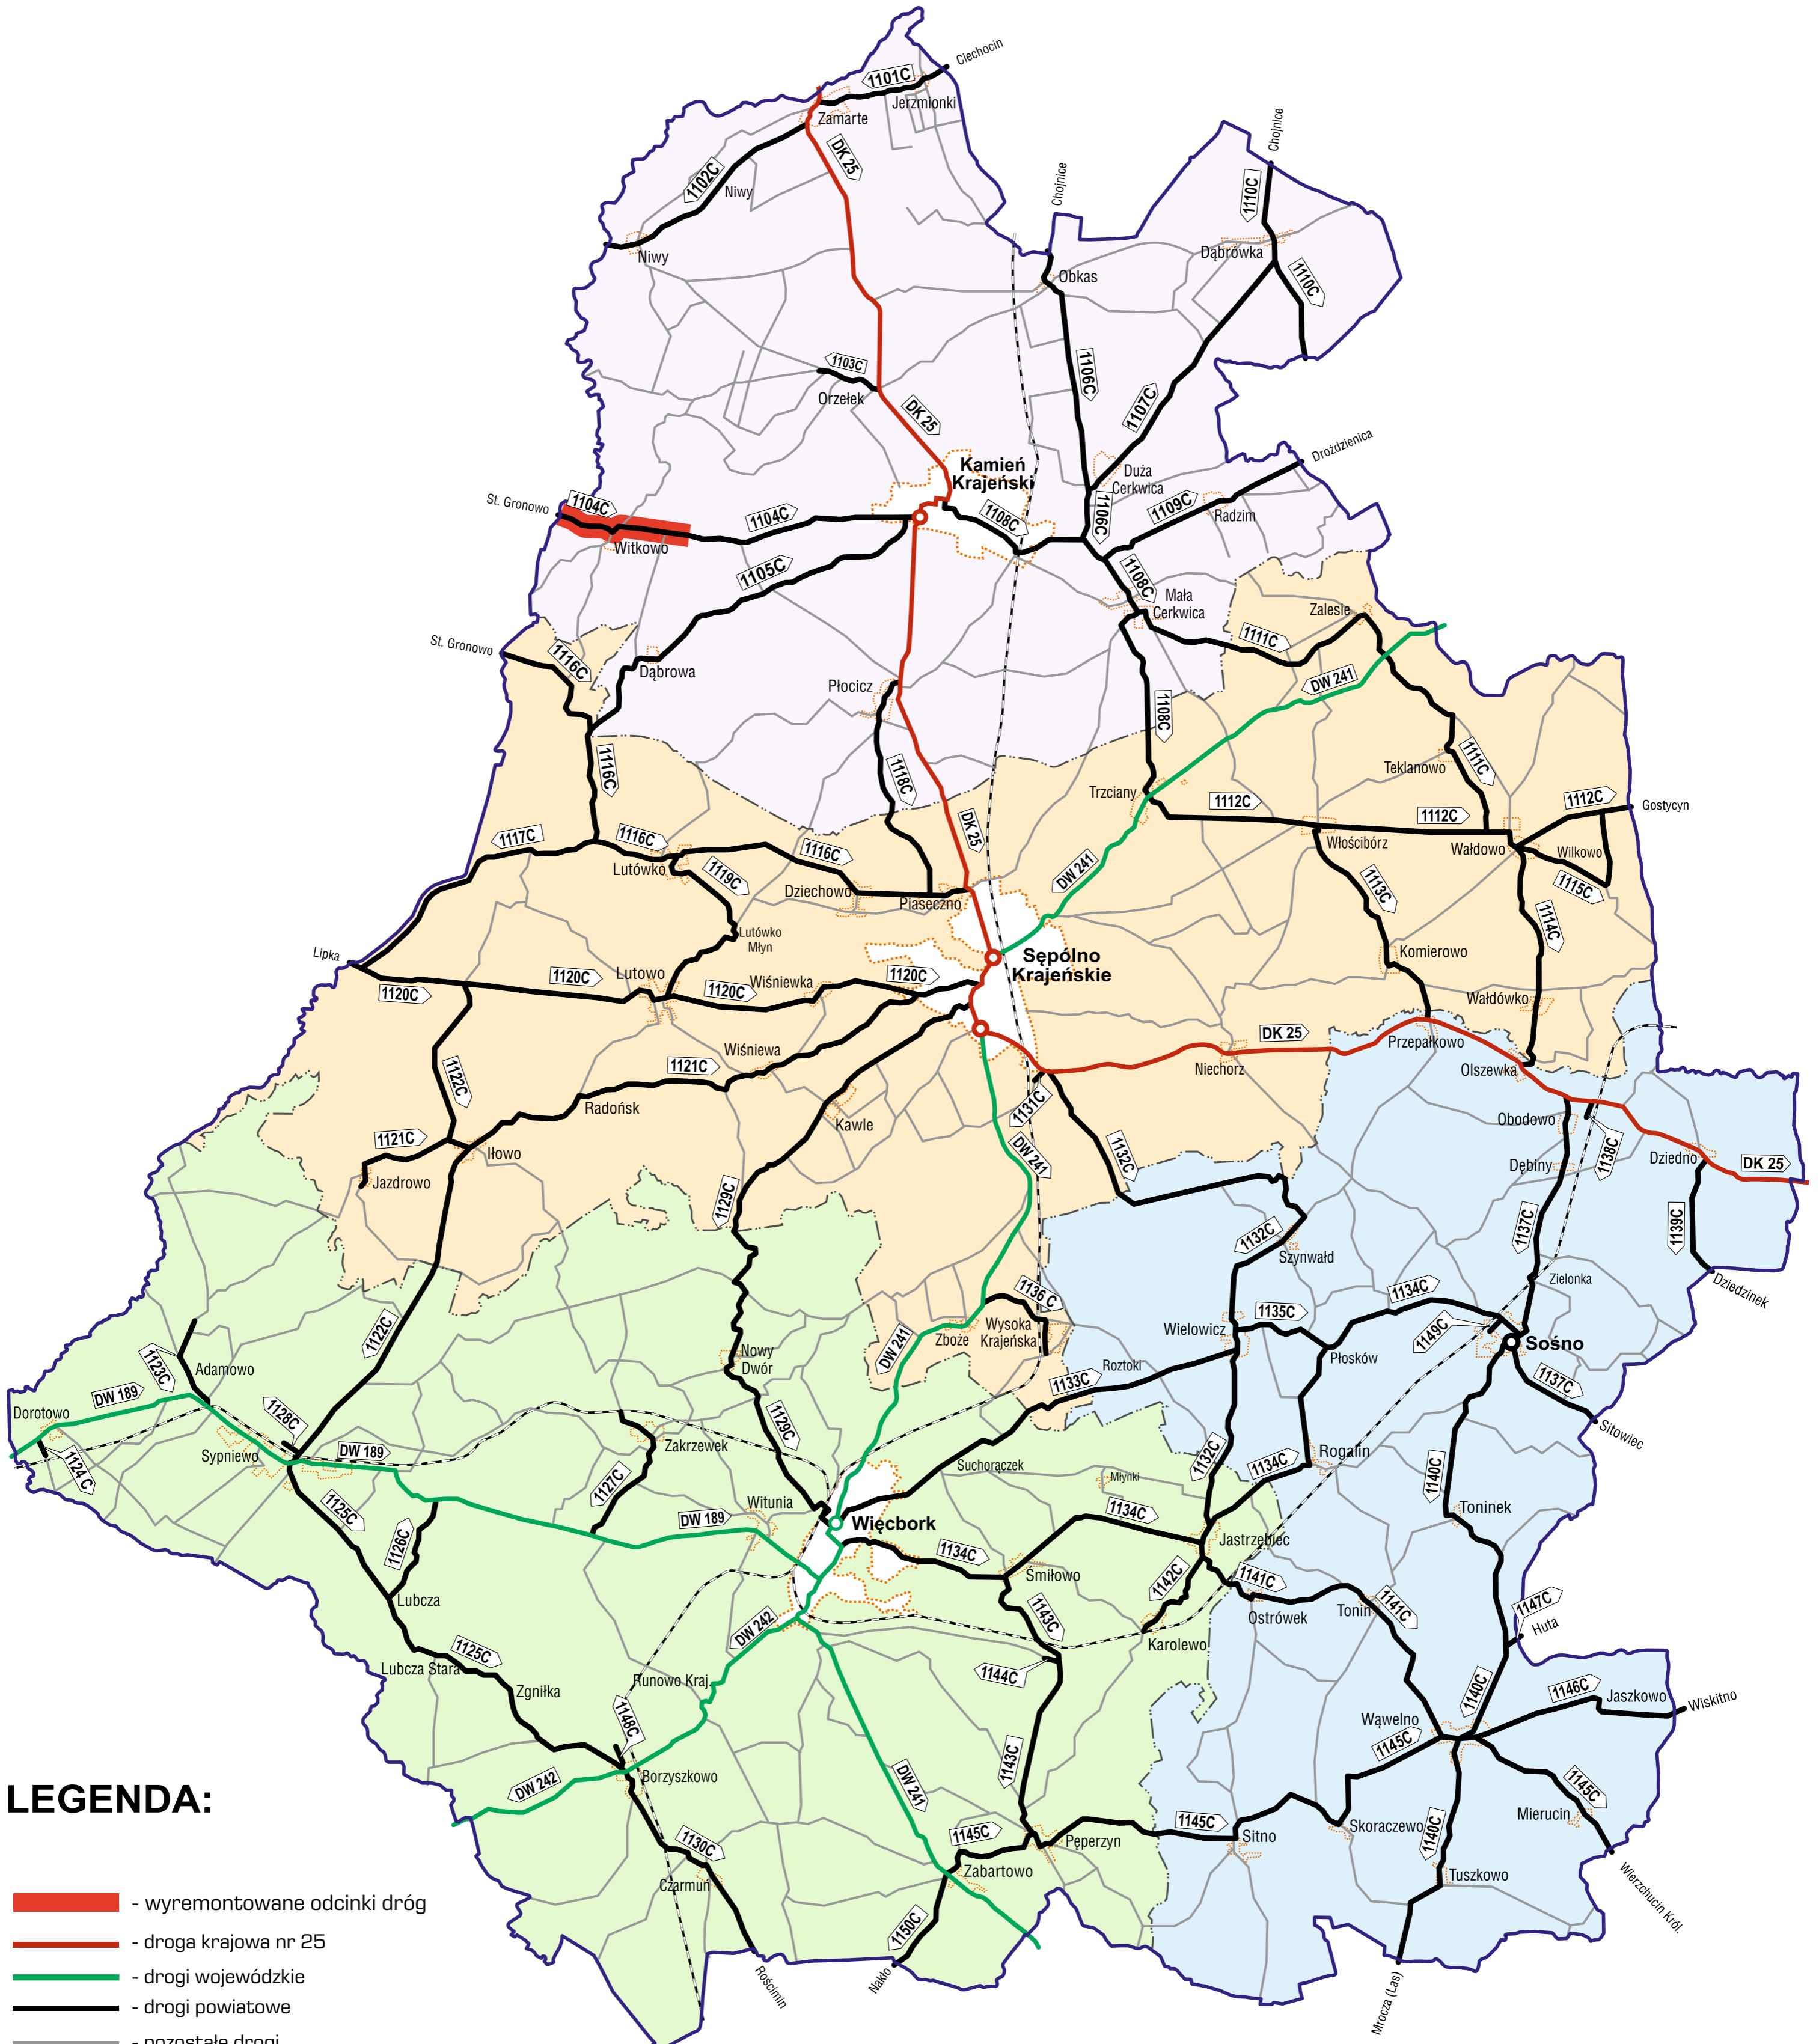 Ciechocin
1101C
Jerzmionki
Zamarte
DK 25
Chojnice
1102C
Niwy
Chojnice
1110C
Niwy
Dąbrówka
Obkas
1110C
1103C
1106C
Orzełek
1107C
DK 25
Drożdzienica
Kamień
Krajeński
Duża
Cerkwica
St. Gronowo
1104C
1104C
1108C
1106C
1109C
Radzim
Witkowo
1105C
1108C
Mała
Cerkwica
Zalesie
St. Gronowo
1116C
1111C
Dąbrowa
Płocicz
DW 241
1108C
1116C
1118C
Teklanowo
1111C
Trzciany
1112C
1112C
1112C
Gostycyn
DK 25
1117C
1116C
1116C
Włościbórz
Wałdowo
Wilkowo
Lutówko
1119C
Dziechowo
DW 241
1113C
1115C
Piaseczno
Lutówko
Młyn
1114C
Lipka
Komierowo
Sępólno
Krajeńskie
1120C
1120C
Lutowo
1120C
Wiśniewka
1120C
Wałdówko
DK 25
Przepałkowo
Wiśniewa
1121C
Niechorz
Olszewka
1122C
Radońsk
1131C
Kawle
Obodowo
1121C
Iłowo
DW 241
1132C
1138C
Dziedno
DK 25
Jazdrowo
Dębiny
1129C
1137C
1139C
1132C
Szynwałd
Zielonka
Dziedzinek
1136 C
1134C
1122C
Zboże
Wysoka
Krajeńska
Wielowicz
1135C
1149C
Sośno
1123C
Adamowo
Nowy
Dwór
DW 241
Roztoki
1133C
Płosków
DW 189
1137C
Dorotowo
1128C
1129C
Sitowiec
Sypniewo
DW 189
Zakrzewek
1132C
Rogalin
1124 C
Suchorączek
Młynki
1134C
1140C
1127C
1125C
Witunia
DW 189
1134C
Toninek
1126C
Więcbork
Jastrzębiec
1134C
Śmiłowo
1142C
1141C
Lubcza
Ostrówek
Tonin
1141C
1147C
Huta
1143C
DW 242
Karolewo
1125C
Lubcza Stara
1144C
Runowo Kraj.
Zgniłka
1140C
1146C
Jaszkowo
Wiskitno
1148C
Wąwelno
1145C
1143C
DW 242
Borzyszkowo
DW 241
1145C
LEGENDA:
Mierucin
1145C
1145C
Skoraczewo
1130C
Pęperzyn
Sitno
1140C
Zabartowo
Tuszkowo
Czarmuń
Wierzchucin Król.
- wyremontowane odcinki dróg
1150C
- droga krajowa nr 25
Rościmin
Nakło
- drogi wojewódzkie
Mrocza (Las)
- drogi powiatowe
- pozostałe drogi